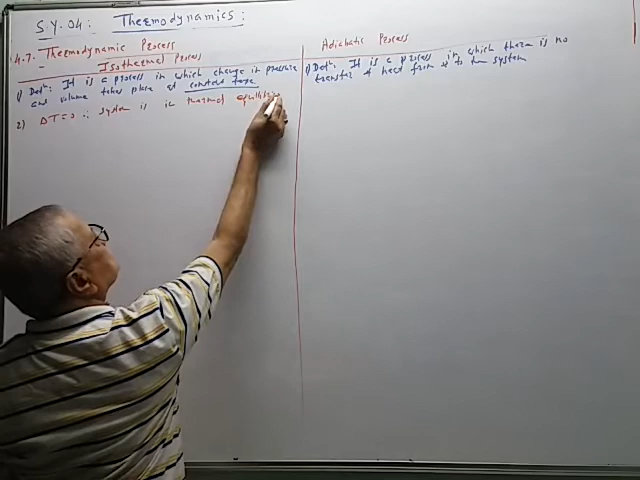 S.Y. 04: Thermodynamics:
4.7:- Thermodynamic Process
Isothermal Process
1) Defn: It is a process in which change in pressure
and volume takes place at constant temp
2) ΔT=0 ∴ system is in thermal
Adiabatic Process
1) Defn: It is a process in which there is no
transfer of heat from or to the system